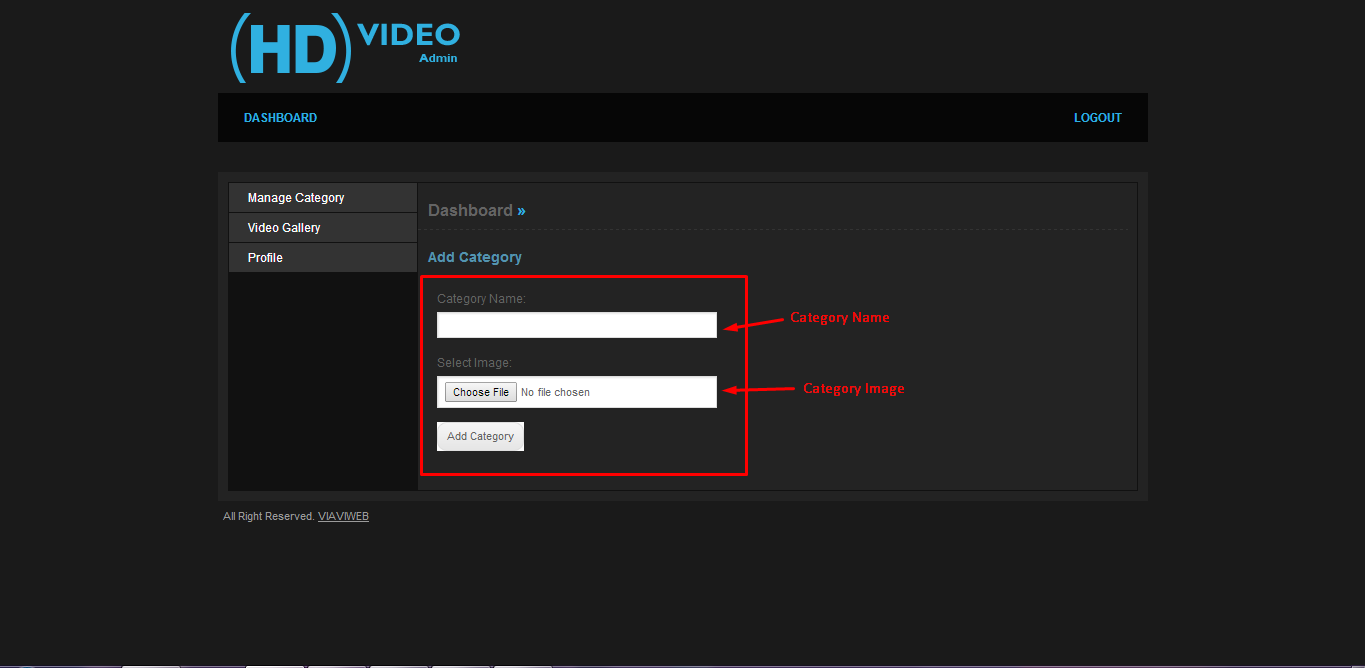 (HD) VIDEO
Admin
DASHBOARD
LOGOUT
Manage Category
Video Gallery
Profile
Dashboard »
Add Category
Category Name:
Category Name
Select Image:
Choose File No file chosen
Category Image
Add Category
All Right Reserved. VIAVIWEB